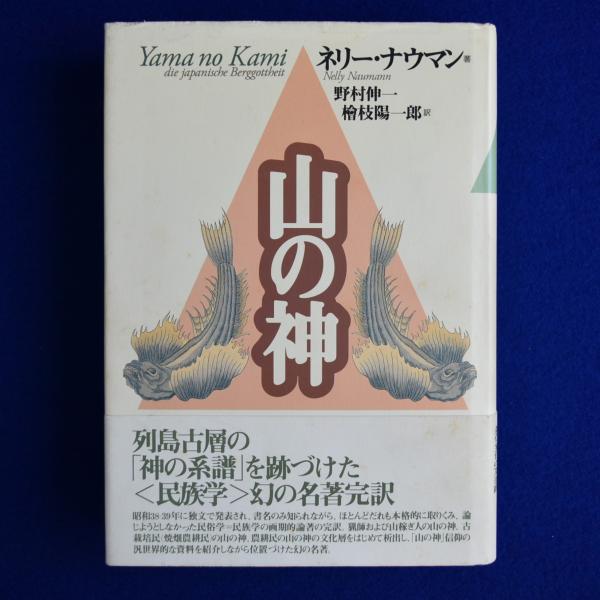 Yama no Kami
die japanische Berggottheit
ネリー・ナウマン著
Nelly Naumann
野村伸一
檜枝陽一郎訳
山の神
列島古層の
「神の系譜」を跡づけた
＜民族学＞幻の名著完訳
昭和38-39年に独文で発表され、書名のみ知られながら、ほとんどだれも本格的に取りくみ、論
じようとしなかった民俗学＝民族学の画期的論著の完訳。猟師および山稼ぎ人の山の神、古
栽培民（焼畑農耕民）の山の神、農耕民の山の神の文化層をはじめて析出し、「山の神」信仰の
汎世界的な資料を紹介しながら位置づけた幻の名著。